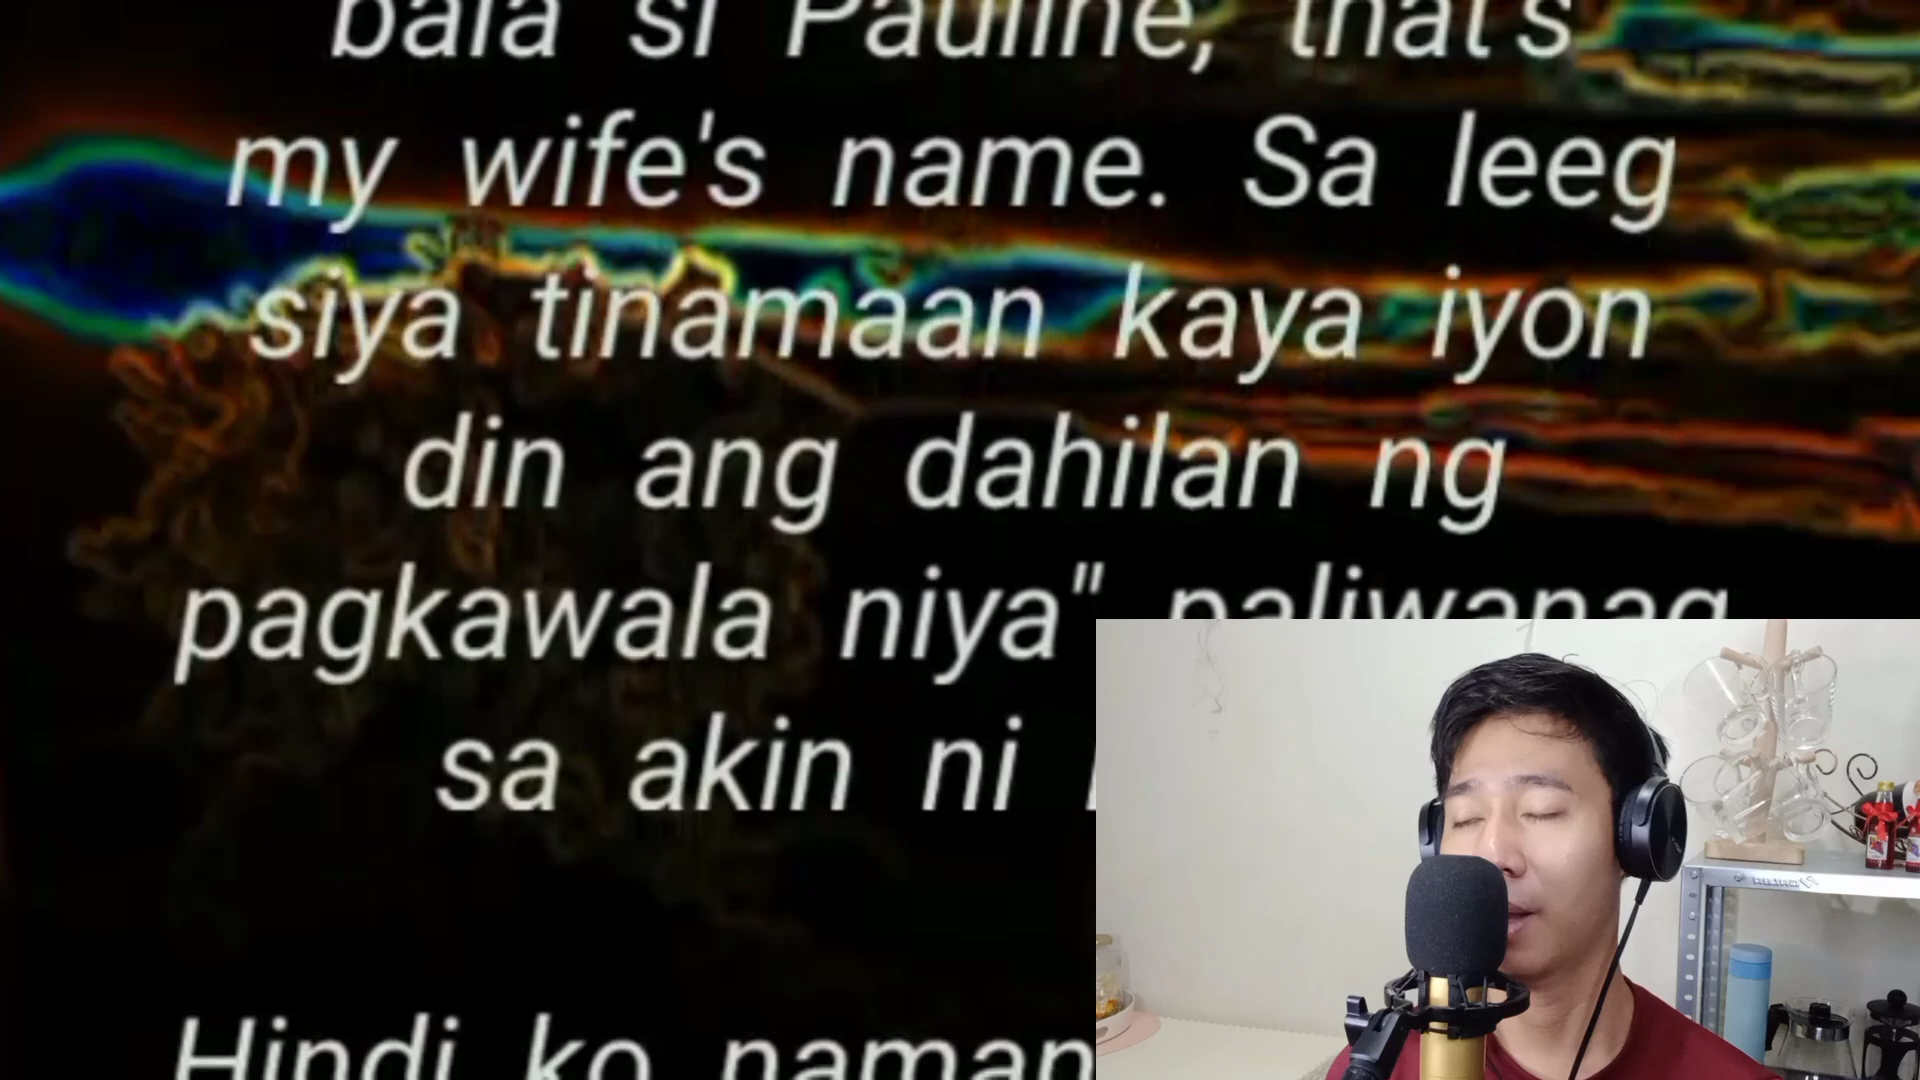 bala si Pauline, that's
my wife's name. Sa leeg
siya tinamaan kaya iyon
din ang dahilan ng
pagkawala niya" paliwanag
sa akin ni
Hindi ko naman